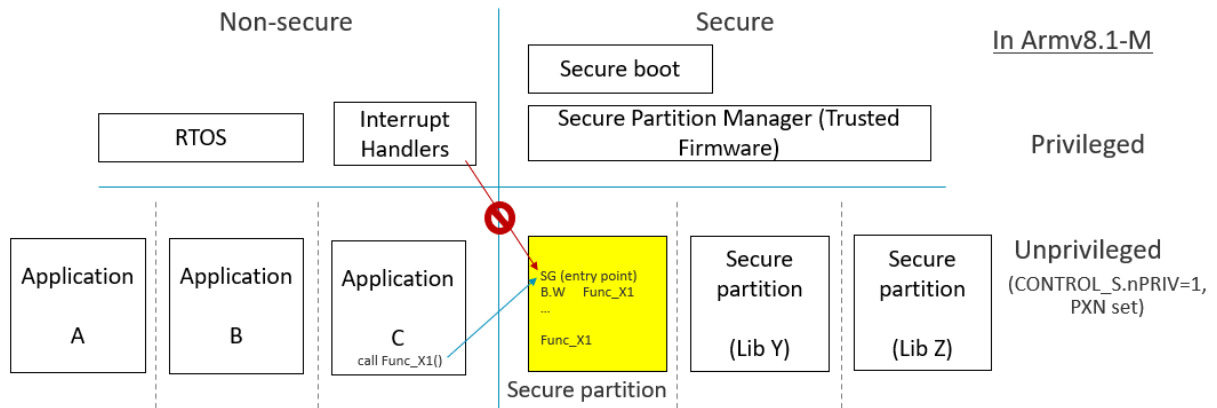 Non-secure
Secure
In Armv8.1-M
Secure boot
RTOS
Interrupt
Handlers
Secure Partition Manager (Trusted
Firmware)
Privileged
Application
A
Application
B
Application
C
call Func_X1()
SG (entry point)
B.W Func_X1
...
Func_X1
Secure partition
Secure
partition
(Lib Y)
Secure
partition
(Lib Z)
Unprivileged
(CONTROL_S.nPRIV=1,
PXN set)